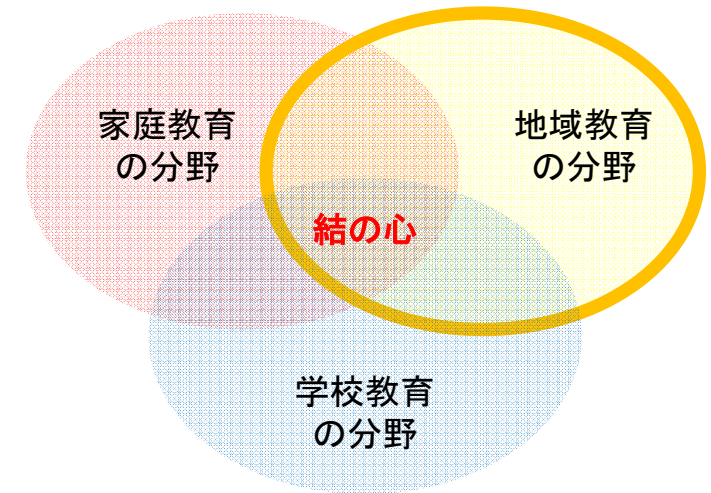 家庭教育
の分野
地域教育
の分野
結の心
学校教育
の分野